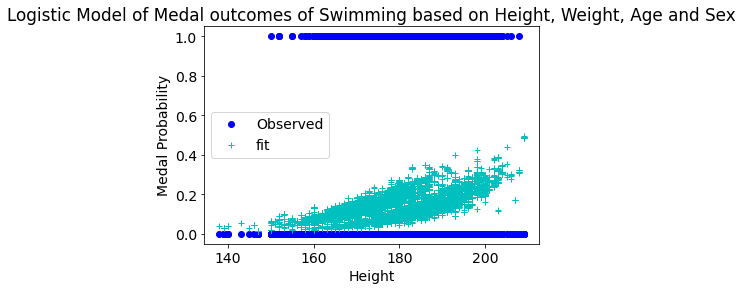 Logistic Model of Medal outcomes of Swimming based on Height, Weight, Age and Sex
1.0
0.8
0.6
0.4
0.2
0.0
Medal Probability
Observed
fit
140
160
180
200
Height